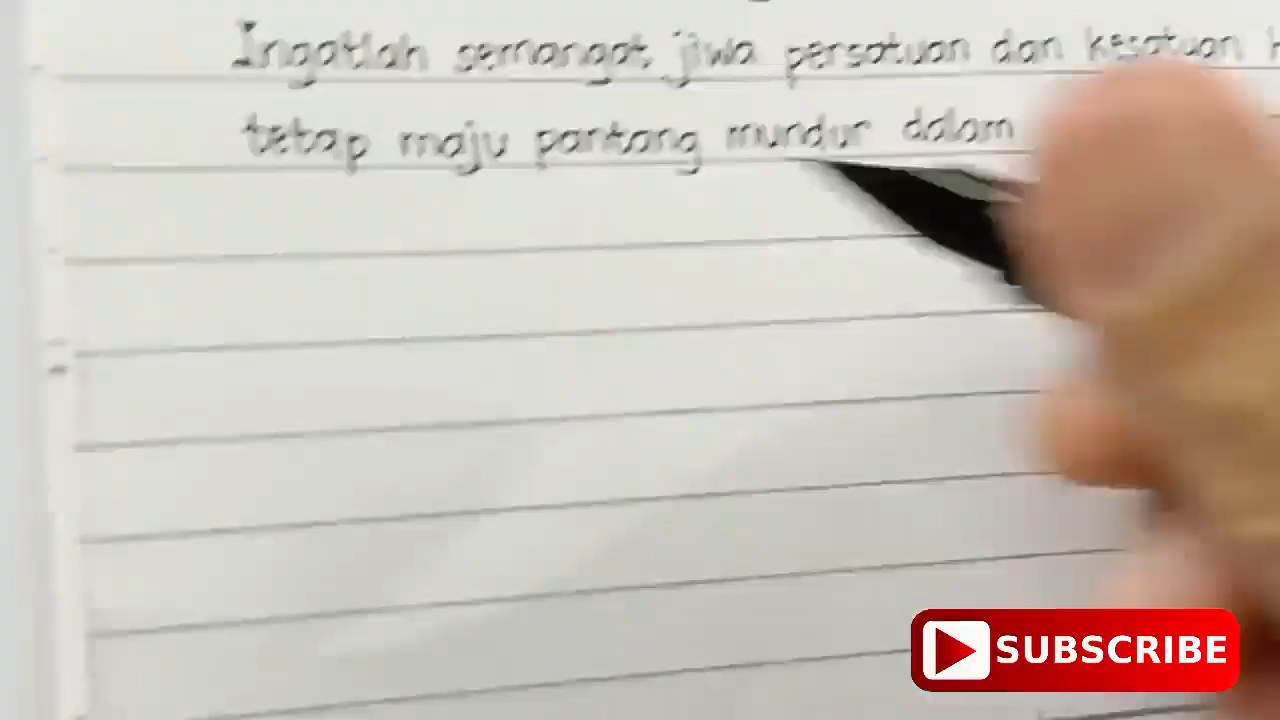 Ingatlah semangat jiwa persatuan dan kesatuan
tetap maju pantang mundur dalam
SUBSCRIBE